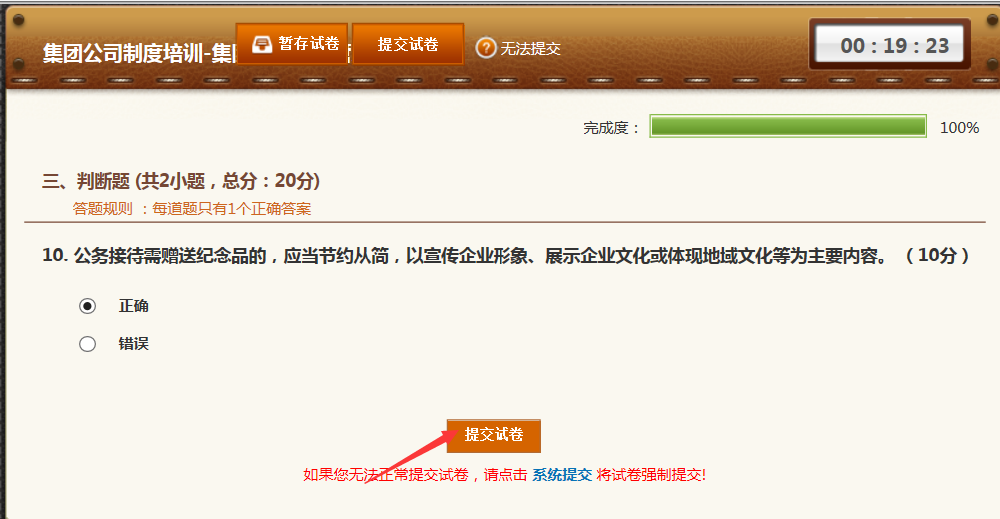 集团公司制度培训-集
暂存试卷
提交试卷
? 无法提交
00 : 19 : 23
完成度：
100%
三、判断题 (共2小题，总分：20分)
答题规则 ：每道题只有1个正确答案
10. 公务接待需赠送纪念品的，应当节约从简，以宣传企业形象、展示企业文化或体现地域文化等为主要内容。（10分）
正确
错误
提交试卷
如果您无法正常提交试卷，请点击 系统提交 将试卷强制提交!